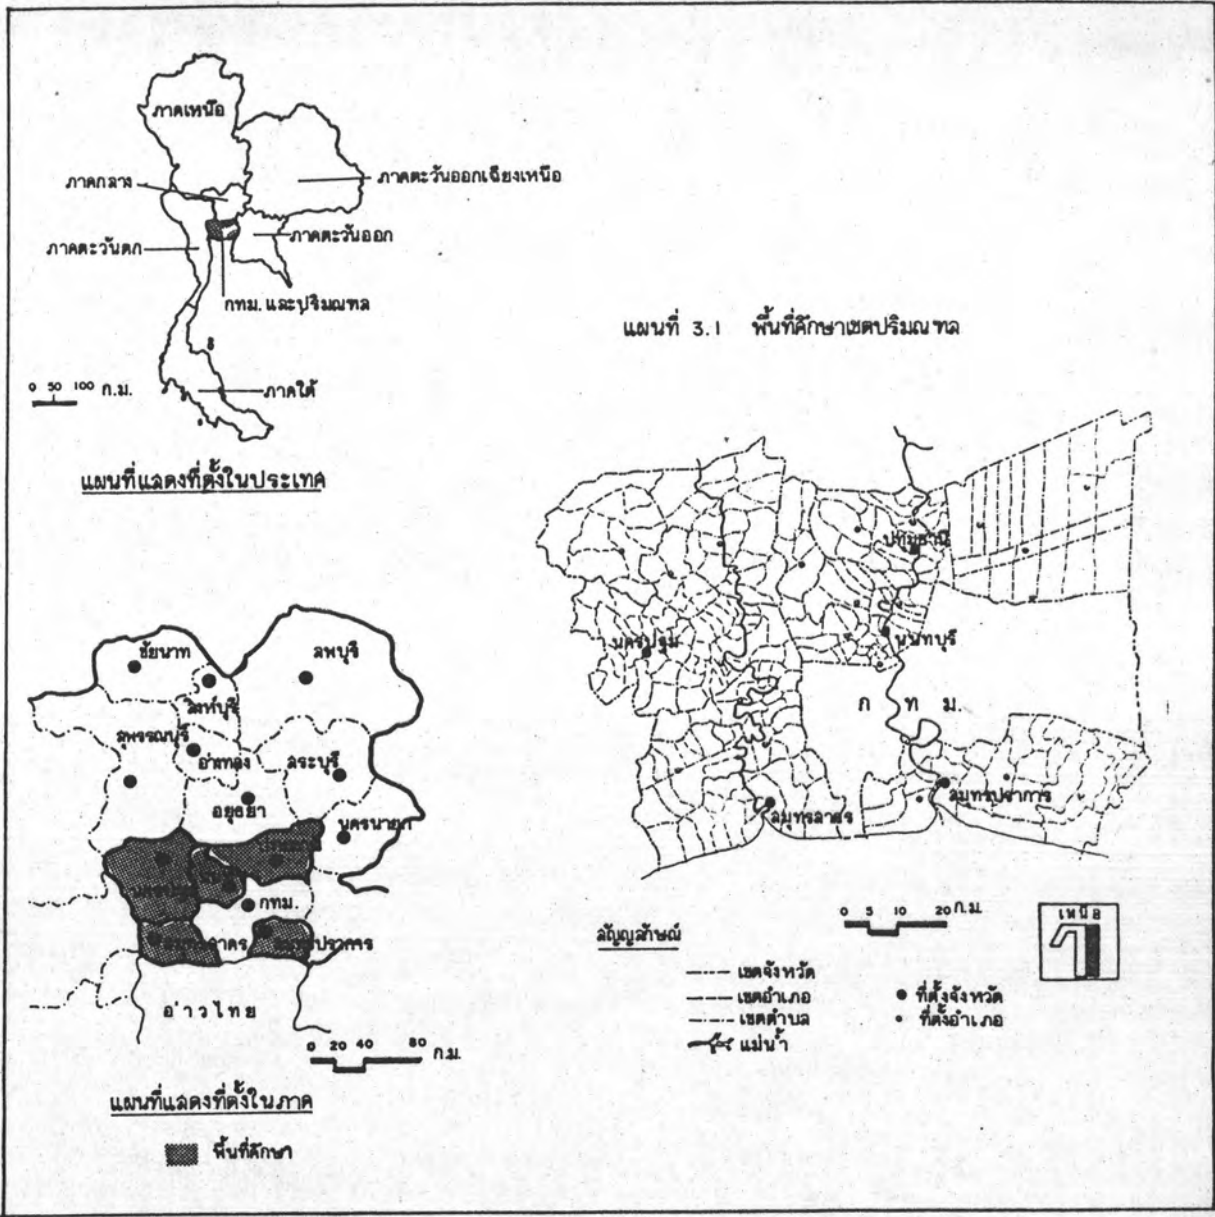 ภาคเหนือ
ภาคกลาง
ภาคตะวันออกเฉียงเหนือ
ภาคตะวันออก
ภาคตะวันตก
กทม. และปริมณฑล
ภาคใต้
0 50 100 ก.ม.
แผนที่แสดงที่ตั้งในประเทศ
แผนที่ 3.1 พื้นที่ศึกษาเขตปริมณฑล
ปทุมธานี
นครปฐม
นนทบุรี
ก ท ม.
สมุทรปราการ
สมุทรสาคร
0 5 10 20 ก.ม.
เหนือ
สัญญลักษณ์
เขตจังหวัด
เขตอำเภอ
เขตตำบล
แม่น้ำ
ที่ตั้งจังหวัด
ที่ตั้งอำเภอ
ชัยนาท
ลพบุรี
สิงห์บุรี
สุพรรณบุรี
อ่างทอง
สระบุรี
อยุธยา
นครนายก
นครปฐม
กทม.
สมุทรสาคร
สมุทรปราการ
อ่าวไทย
0 20 40 80 ก.ม.
แผนที่แสดงที่ตั้งในภาค
พื้นที่ศึกษา